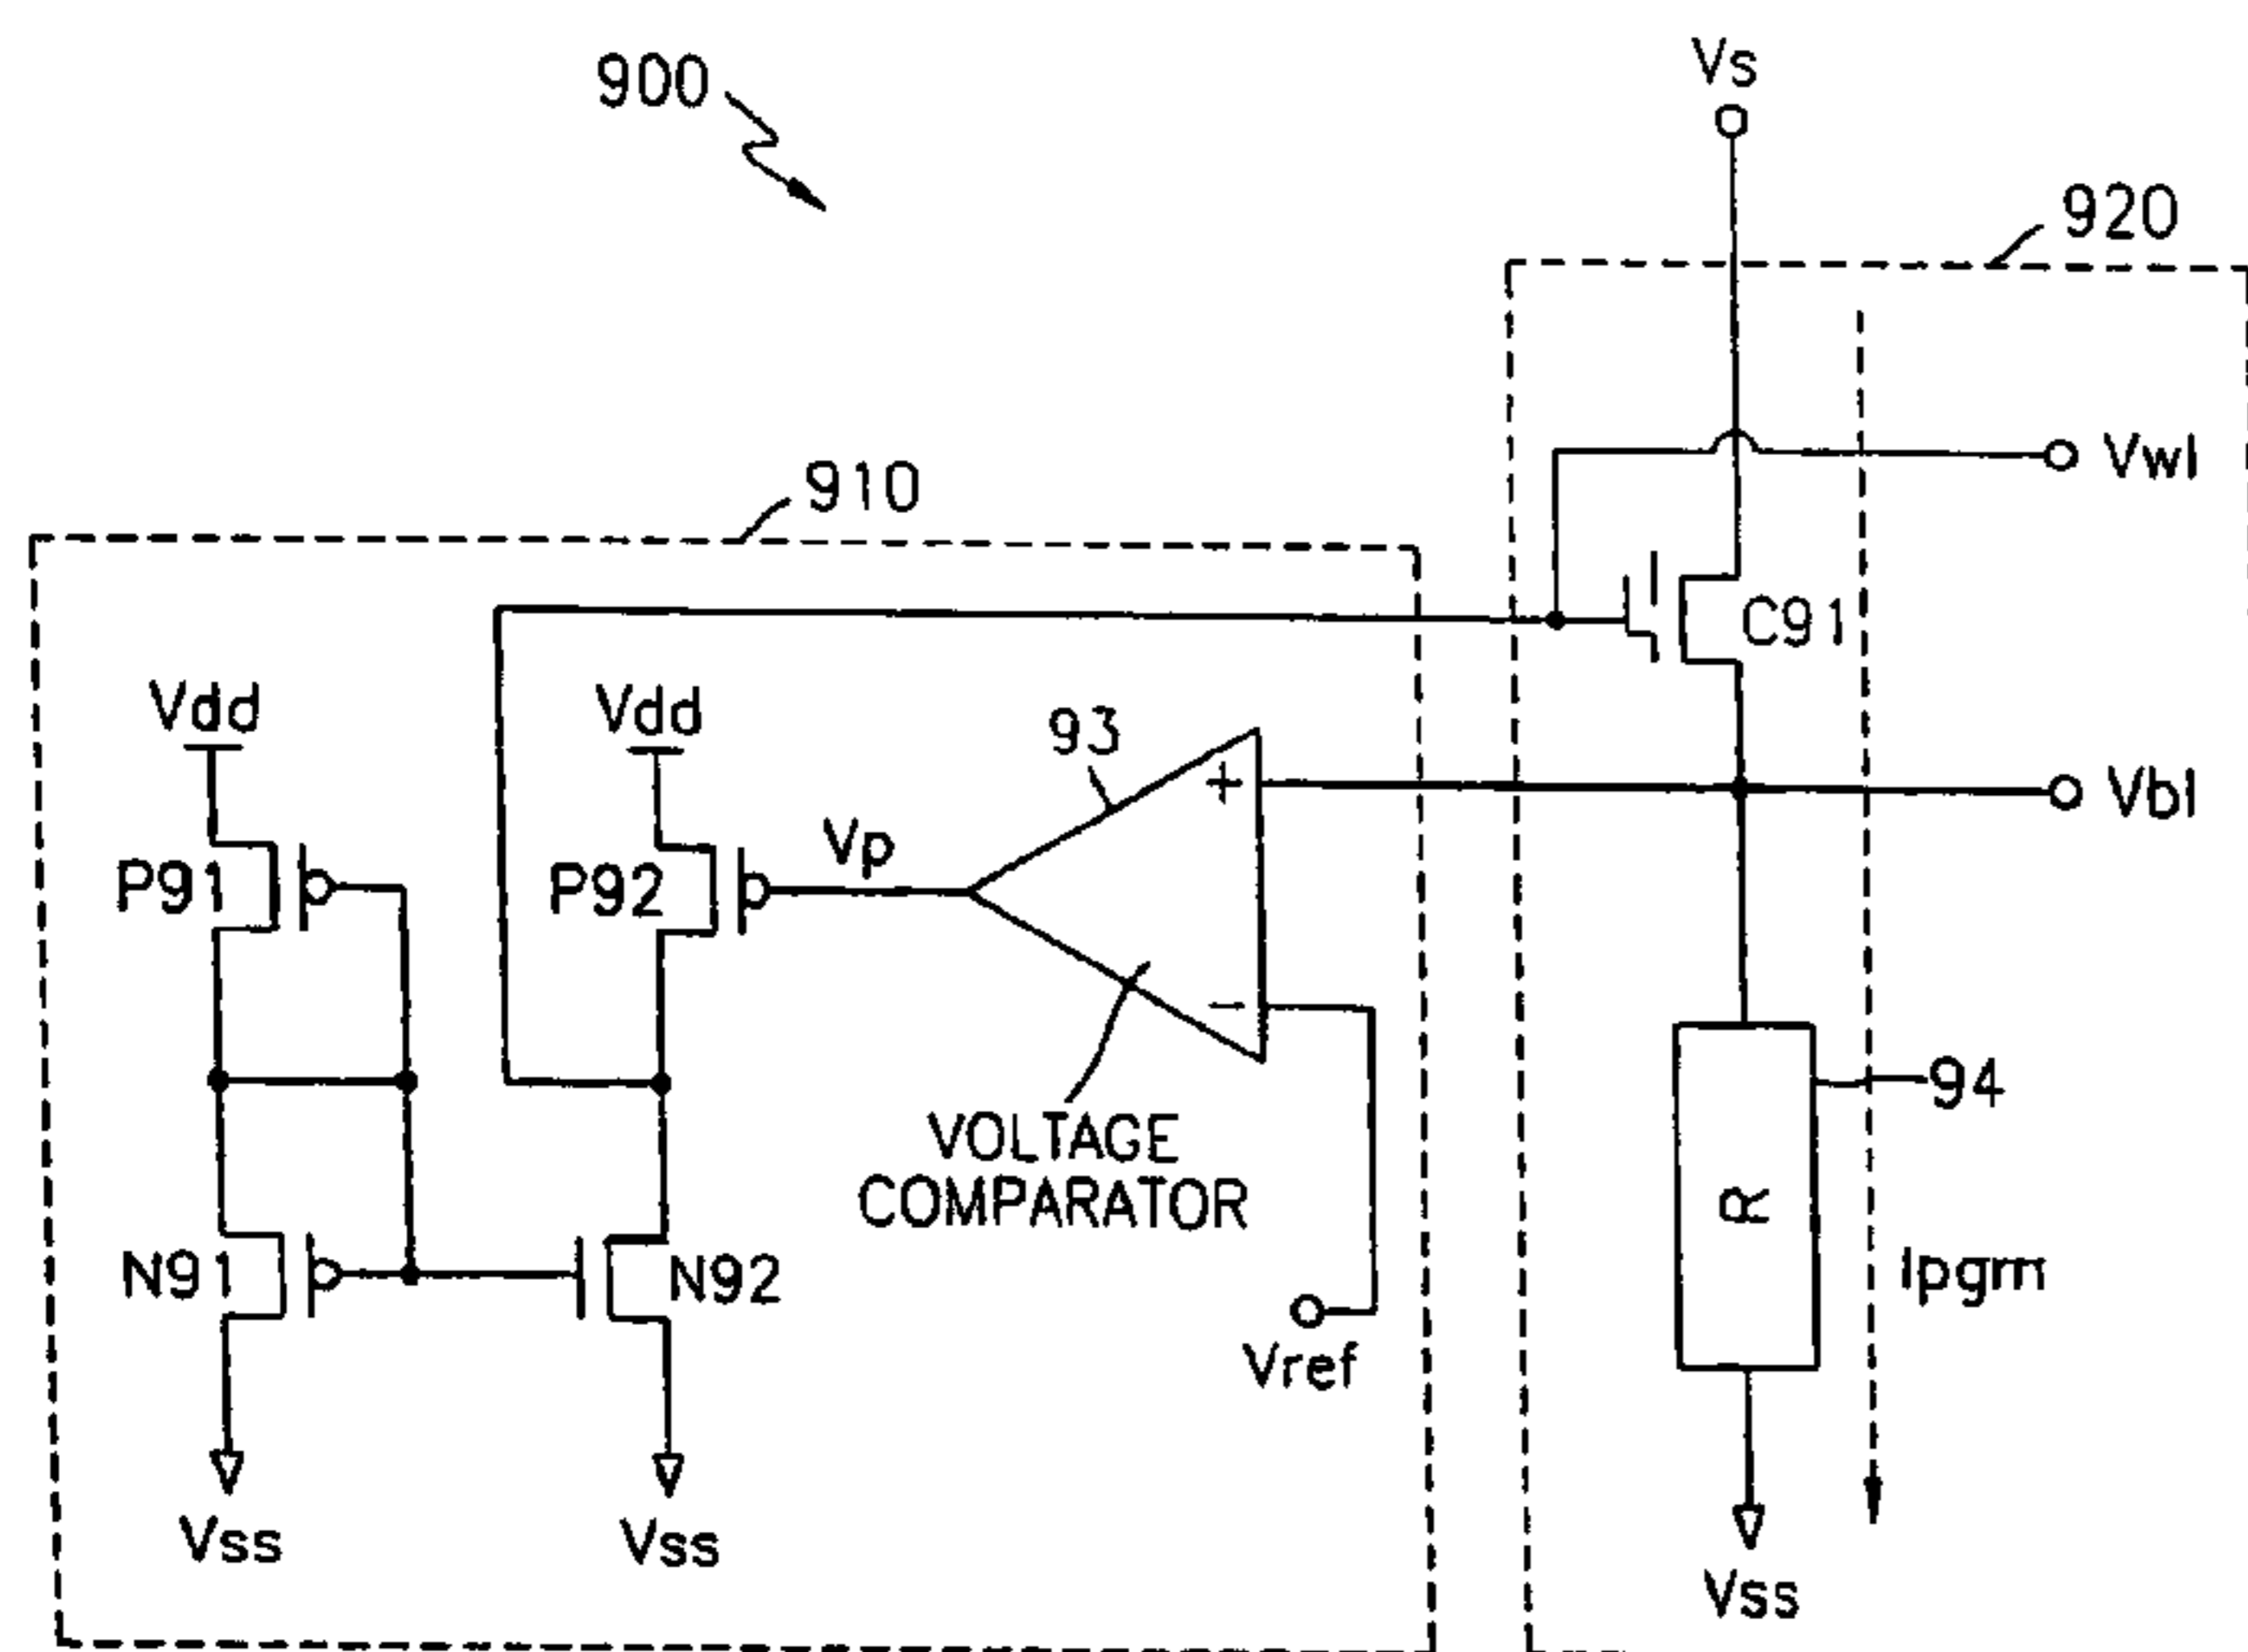 900
Vs
920
Vwl
910
C91
Vdd
Vdd
93
+
Vbl
P91
P92
Vp
-
94
VOLTAGE
COMPARATOR
R
N91
N92
Ipgm
Vref
Vss
Vss
Vss